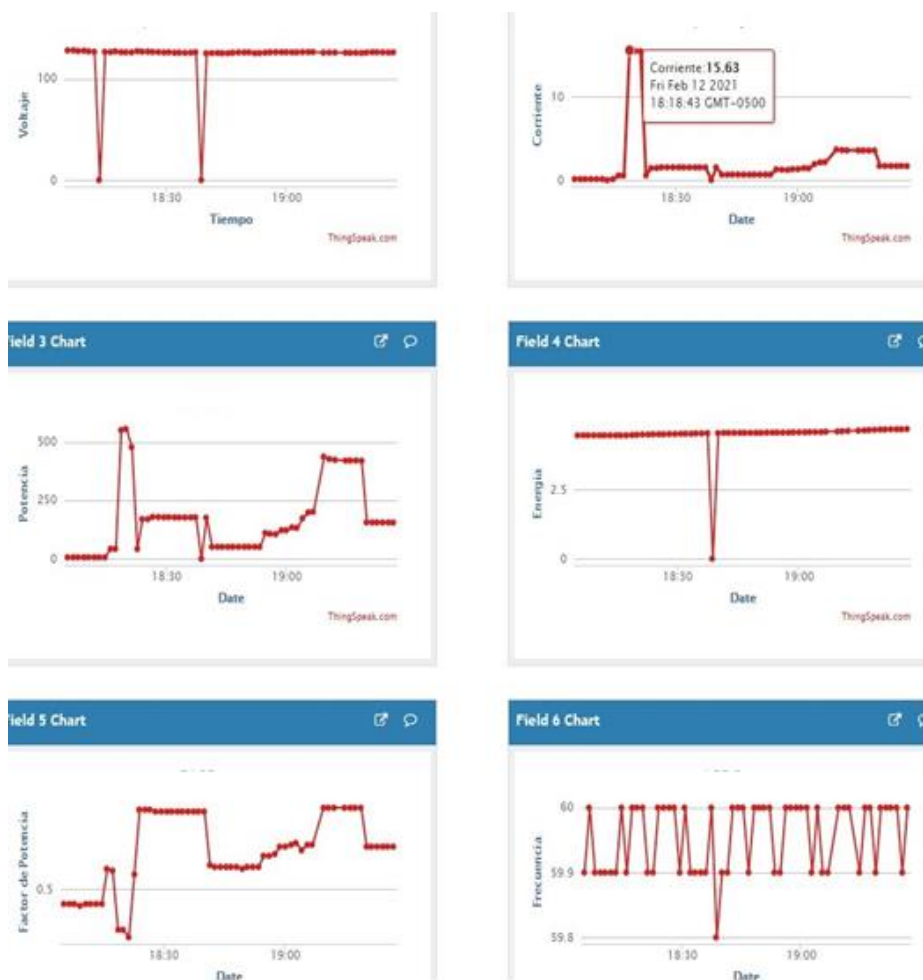 100
Voltaje
0
18:30
19:00
Tiempo
ThingSpeak.com
Corriente:15.63
Fri Feb 12 2021
18:18:43 GMT-0500
10
Corriente
0
18:30
19:00
Date
ThingSpeak.com
Field 3 Chart
500
250
Potencia
0
18:30
19:00
Date
ThingSpeak.com
Field 4 Chart
2.5
Energia
0
18:30
19:00
Date
ThingSpeak.com
Field 5 Chart
Factor de Potencia
0.5
18:30
19:00
Date
Field 6 Chart
60
Frecuencia
59.9
59.8
18:30
19:00
Date